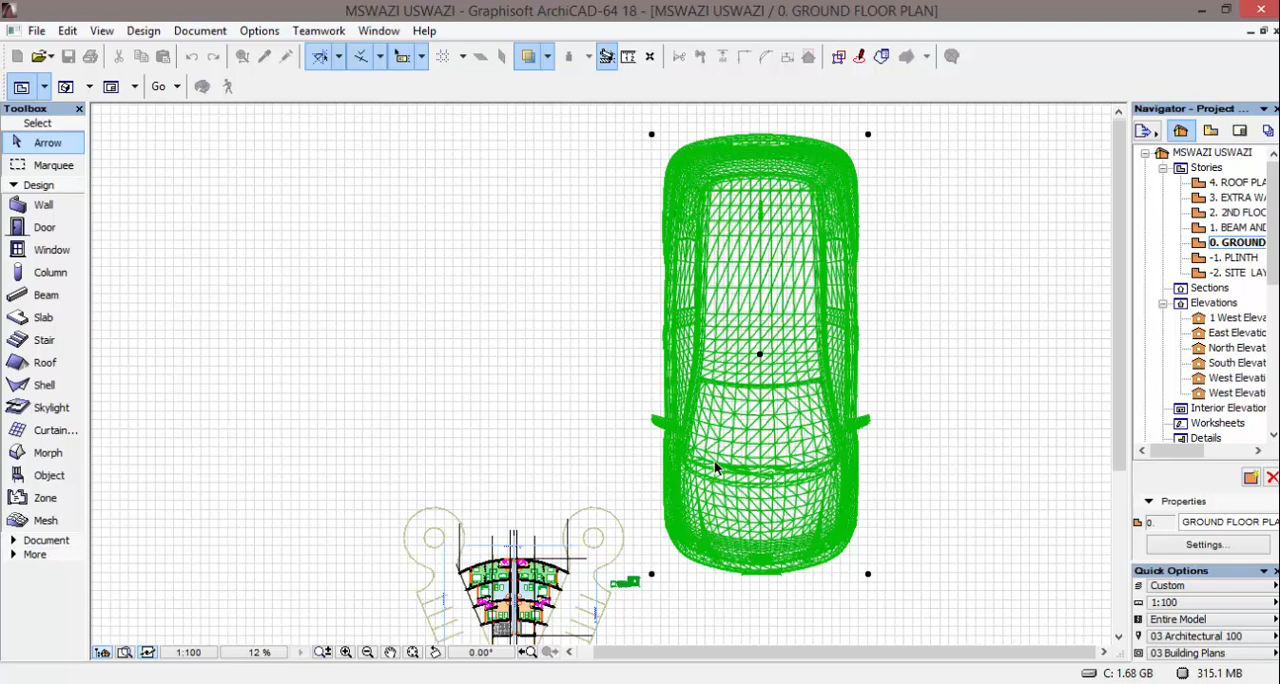 MSWAZI USWAZI - Graphisoft ArchiCAD-64 18 - [MSWAZI USWAZI / 0. GROUND FLOOR PLAN]
File Edit View Design Document Options Teamwork Window Help
Go
Toolbox
Select
Arrow
Marquee
Design
Wall
Door
Window
Column
Beam
Slab
Stair
Roof
Shell
Skylight
Curtain...
Morph
Object
Zone
Mesh
Document
More
1:100
12 %
0.00°
Navigator - Project ...
MSWAZI USWAZI
Stories
4. ROOF PLA
3. EXTRA WA
2. 2ND FLOC
1. BEAM AND
0. GROUND
-1. PLINTH
-2. SITE LAY
Sections
Elevations
1 West Eleva
East Elevatio
North Elevat
South Elevat
West Elevati
West Elevati
Interior Elevation
Worksheets
Details
Properties
0. GROUND FLOOR PLA
Settings...
Quick Options
Custom
1:100
Entire Model
03 Architectural 100
03 Building Plans
C: 1.68 GB
315.1 MB